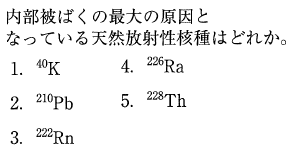 内部被ばくの最大の原因と
なっている天然放射性核種はどれか。
1. ⁴⁰K
2. ²¹⁰Pb
3. ²²²Rn
4. ²²⁶Ra
5. ²²⁸Th